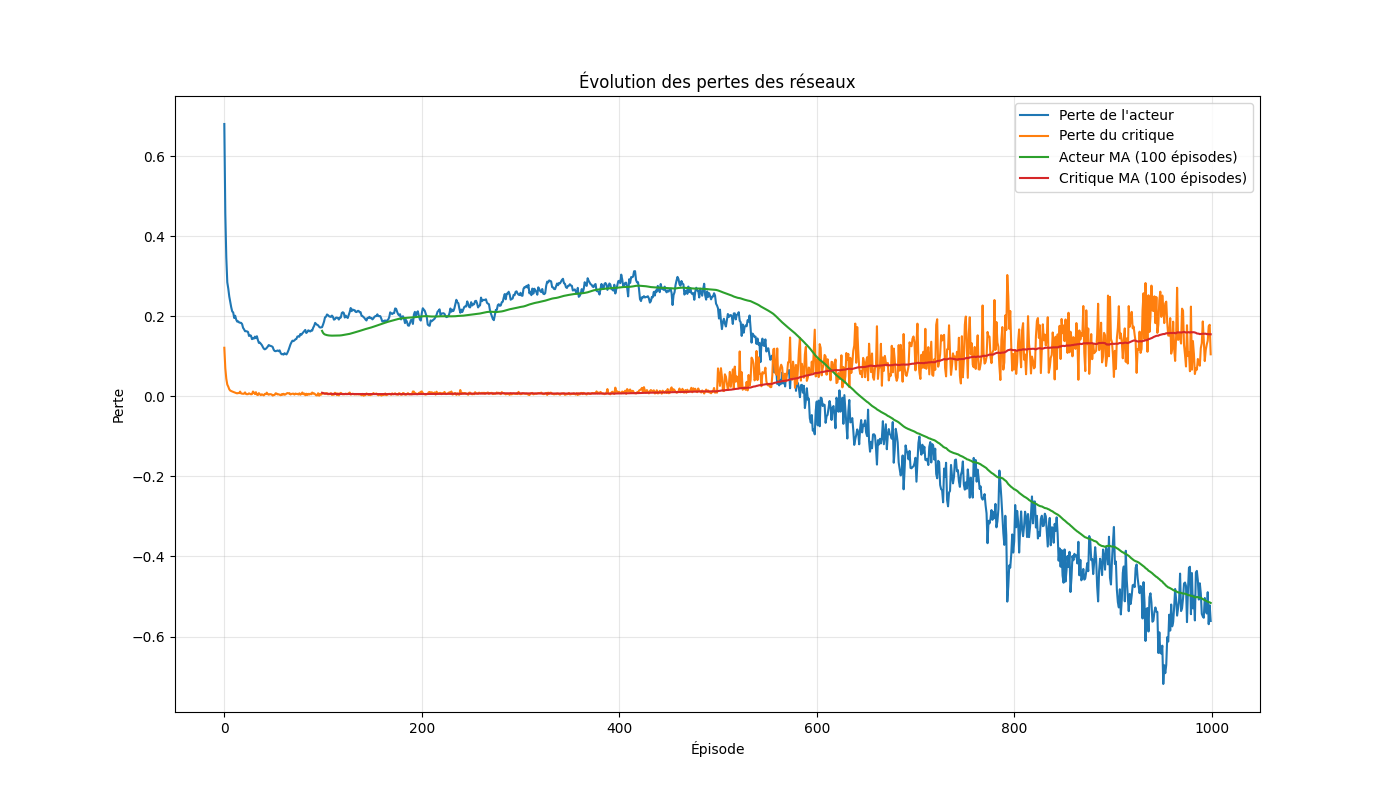 Évolution des pertes des réseaux
Perte de l'acteur
Perte du critique
Acteur MA (100 épisodes)
Critique MA (100 épisodes)
Perte
0.6
0.4
0.2
0.0
−0.2
−0.4
−0.6
0 200 400 600 800 1000
Épisode